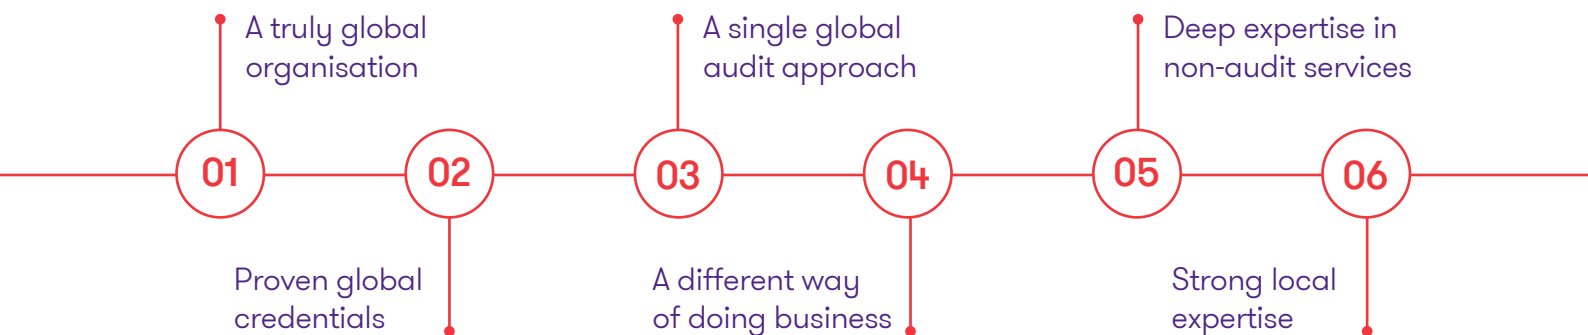 A truly global
organisation
A single global
audit approach
Deep expertise in
non-audit services
01
02
03
04
05
06
Proven global
credentials
A different way
of doing business
Strong local
expertise